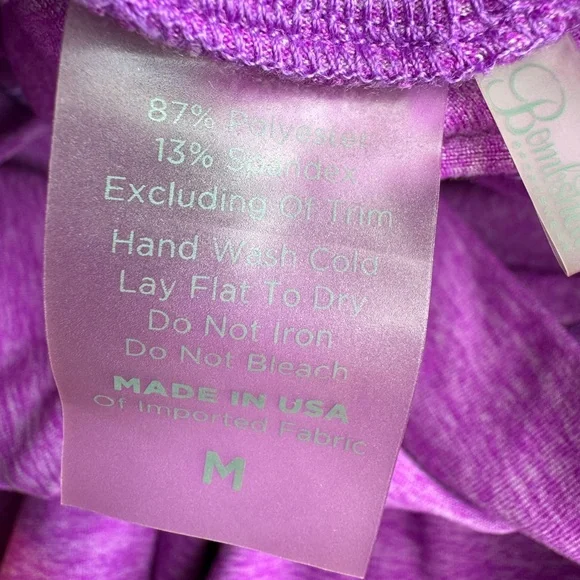 87% Polyester
13% Spandex
Excluding Of Trim
Hand Wash Cold
Lay Flat To Dry
Do Not Iron
Do Not Bleach
MADE IN USA
Of Imported Fabric
M